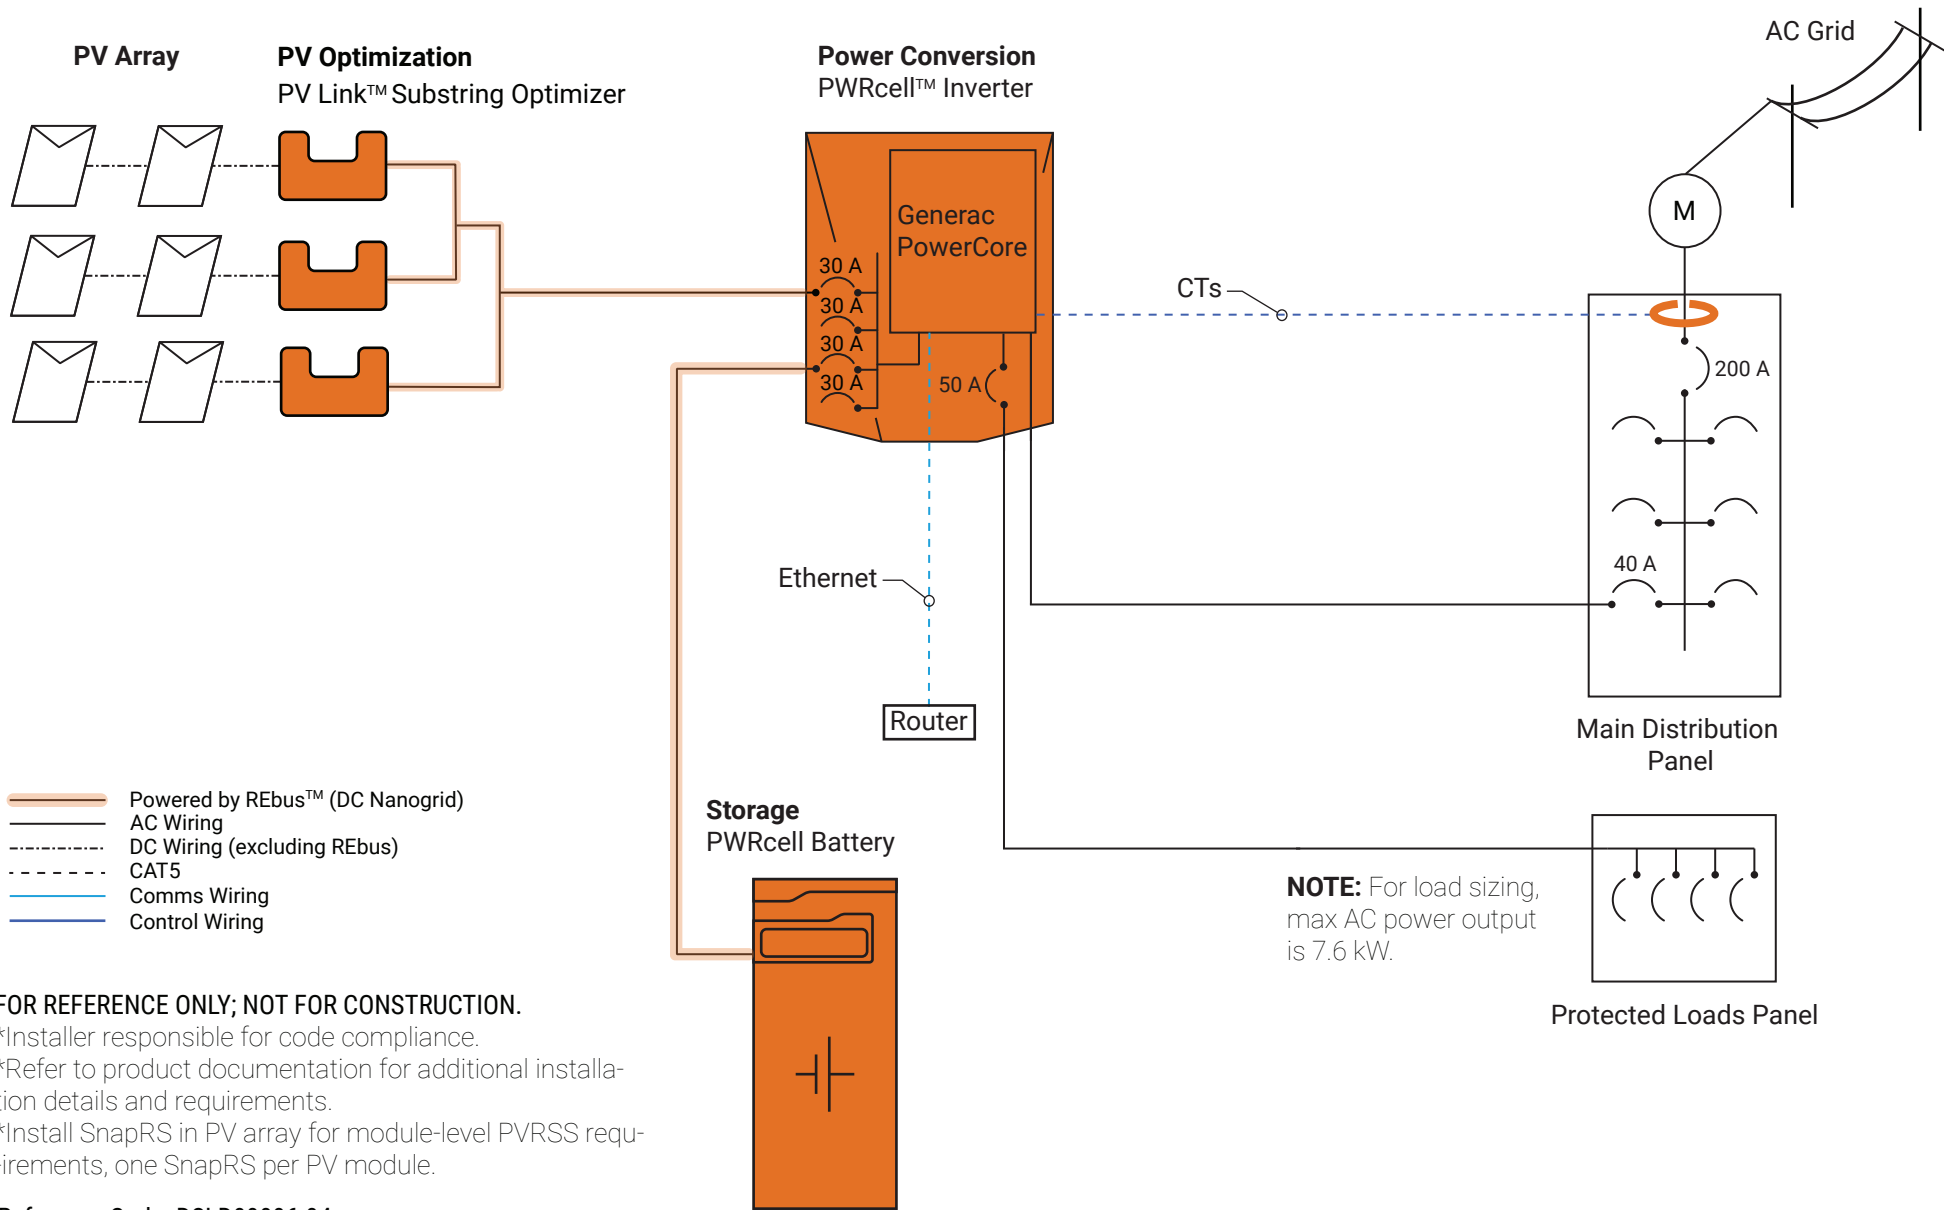 PV Array
PV Optimization
PV Link™ Substring Optimizer
Power Conversion
PWRcell™ Inverter
AC Grid
M
Generac
PowerCore
30 A
30 A
30 A
30 A
50 A
CTs
200 A
40 A
Ethernet
Router
Main Distribution
Panel
Powered by REbus™ (DC Nanogrid)
AC Wiring
DC Wiring (excluding REbus)
CAT5
Comms Wiring
Control Wiring
Storage
PWRcell Battery
NOTE: For load sizing,
max AC power output
is 7.6 kW.
Protected Loads Panel
FOR REFERENCE ONLY; NOT FOR CONSTRUCTION.
*Installer responsible for code compliance.
*Refer to product documentation for additional installa-
tion details and requirements.
*Install SnapRS in PV array for module-level PVRSS requ-
irements, one SnapRS per PV module.